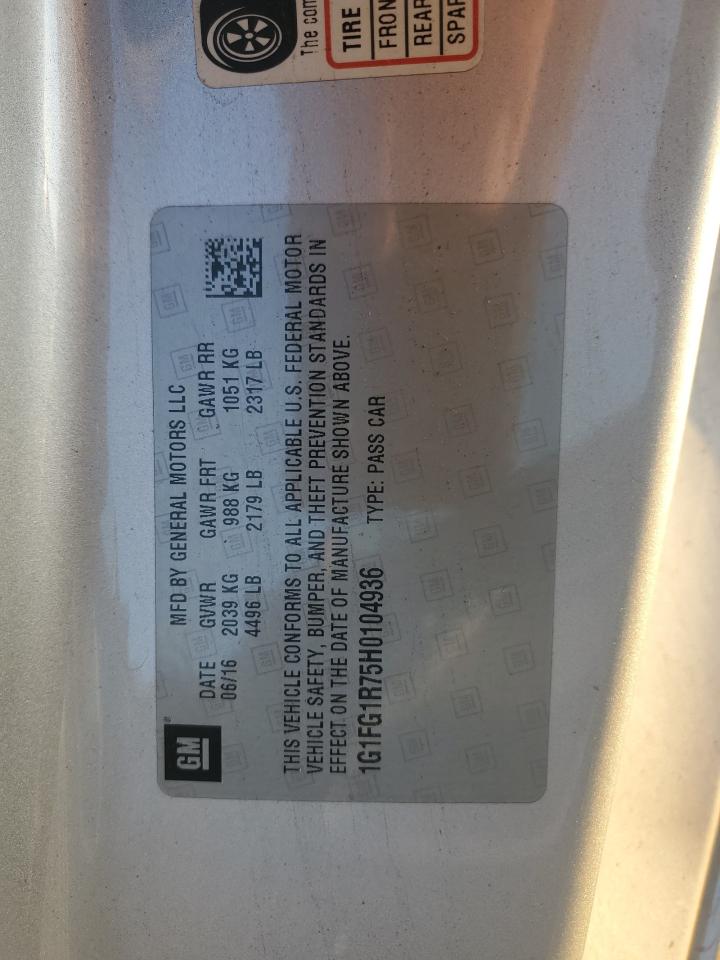 The com
TIRE
FRON
REAR
SPAR
GM®
MFD BY GENERAL MOTORS LLC
DATE GVWR GAWR FRT GAWR RR
06/16 2039 KG 988 KG 1051 KG
4496 LB 2179 LB 2317 LB
THIS VEHICLE CONFORMS TO ALL APPLICABLE U.S. FEDERAL MOTOR
VEHICLE SAFETY, BUMPER, AND THEFT PREVENTION STANDARDS IN
EFFECT ON THE DATE OF MANUFACTURE SHOWN ABOVE.
1G1FG1R75H0104936 TYPE: PASS CAR